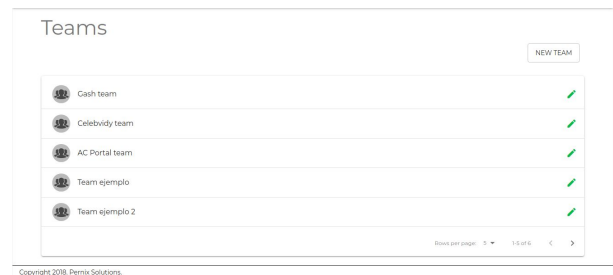 Teams
NEW TEAM
Gash team
Celebvidy team
AC Portal team
Team ejemplo
Team ejemplo 2
Rows per page: 5 1-5 of 6
Copyright 2018. Pernix Solutions.